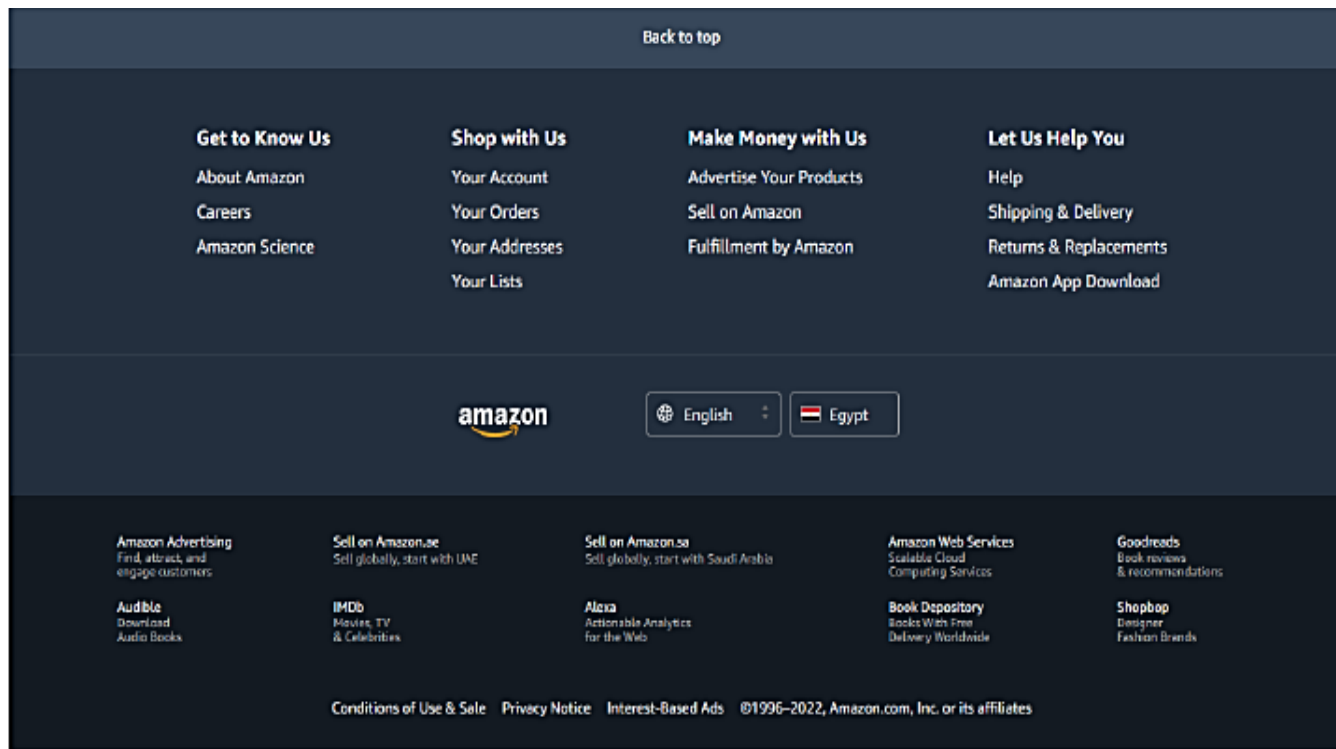 Back to top
Get to Know Us
About Amazon
Careers
Amazon Science
Shop with Us
Your Account
Your Orders
Your Addresses
Your Lists
Make Money with Us
Advertise Your Products
Sell on Amazon
Fulfillment by Amazon
Let Us Help You
Help
Shipping & Delivery
Returns & Replacements
Amazon App Download
amazon
English
Egypt
Amazon Advertising
Find, attract, and
engage customers
Sell on Amazon.ae
Sell globally, start with UAE
Sell on Amazon.sa
Sell globally, start with Saudi Arabia
Amazon Web Services
Scalable Cloud
Computing Services
Goodreads
Book reviews
& recommendations
Audible
Download
Audio Books
IMDb
Movies, TV
& Celebrities
Alexa
Actionable Analytics
for the Web
Book Depository
Books With Free
Delivery Worldwide
Shopbop
Designer
Fashion Brands
Conditions of Use & Sale Privacy Notice Interest-Based Ads ©1996–2022, Amazon.com, Inc. or its affiliates